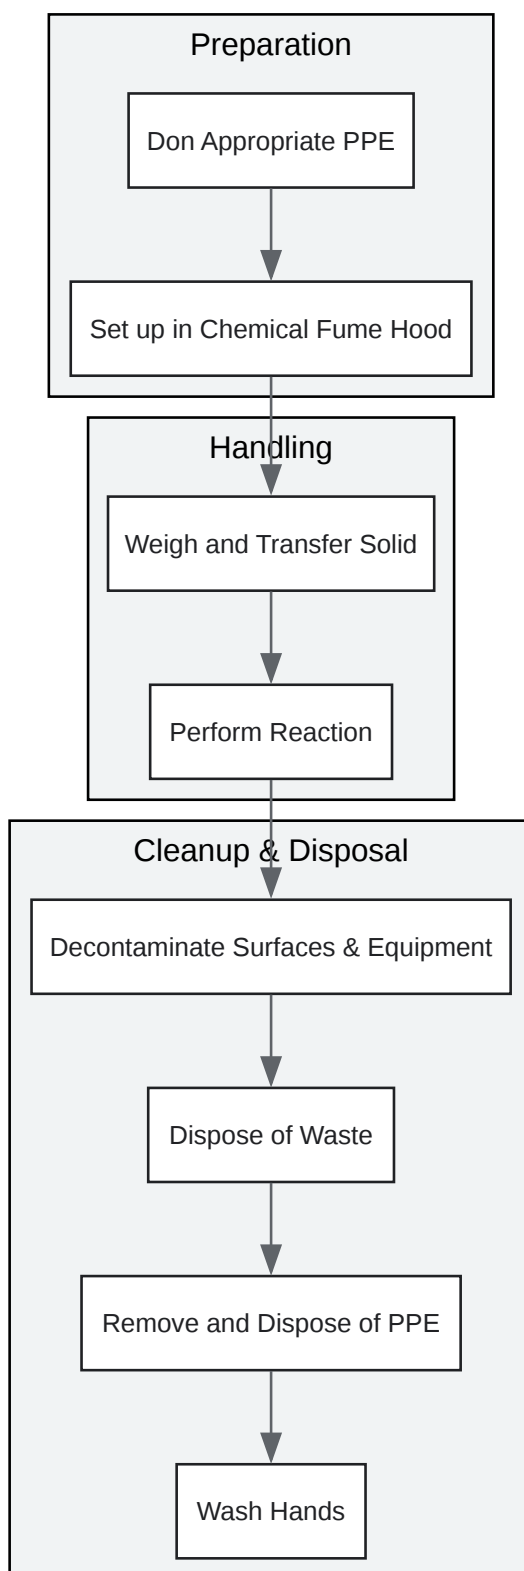 Preparation
Don Appropriate PPE
Set up in Chemical Fume Hood
Handling
Weigh and Transfer Solid
Perform Reaction
Cleanup & Disposal
Decontaminate Surfaces & Equipment
Dispose of Waste
Remove and Dispose of PPE
Wash Hands